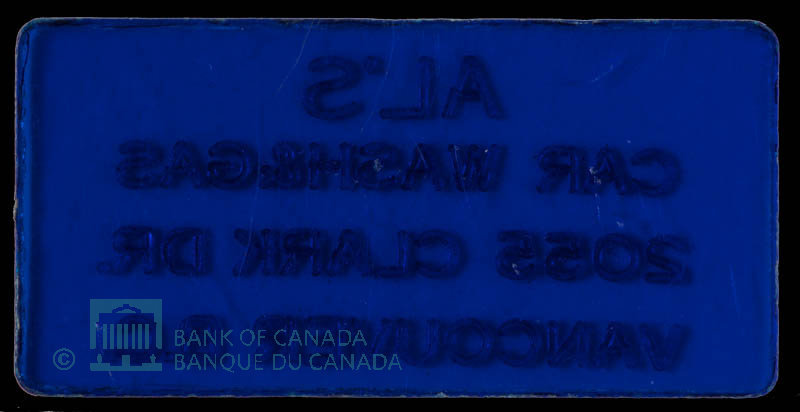 AL'S
CAR WASH & GAS
2055 CLARK DR.
VANCOUVER
© BANK OF CANADA
BANQUE DU CANADA